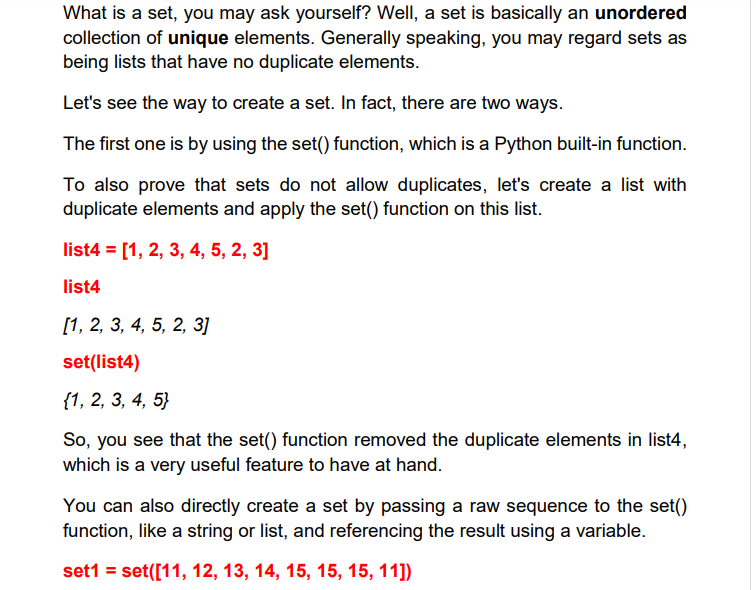 What is a set, you may ask yourself? Well, a set is basically an unordered
collection of unique elements. Generally speaking, you may regard sets as
being lists that have no duplicate elements.
Let's see the way to create a set. In fact, there are two ways.
The first one is by using the set() function, which is a Python built-in function.
To also prove that sets do not allow duplicates, let's create a list with
duplicate elements and apply the set() function on this list.
list4 = [1, 2, 3, 4, 5, 2, 3]
list4
[1, 2, 3, 4, 5, 2, 3]
set(list4)
{1, 2, 3, 4, 5}
So, you see that the set() function removed the duplicate elements in list4,
which is a very useful feature to have at hand.
You can also directly create a set by passing a raw sequence to the set()
function, like a string or list, and referencing the result using a variable.
set1 = set([11, 12, 13, 14, 15, 15, 15, 11])